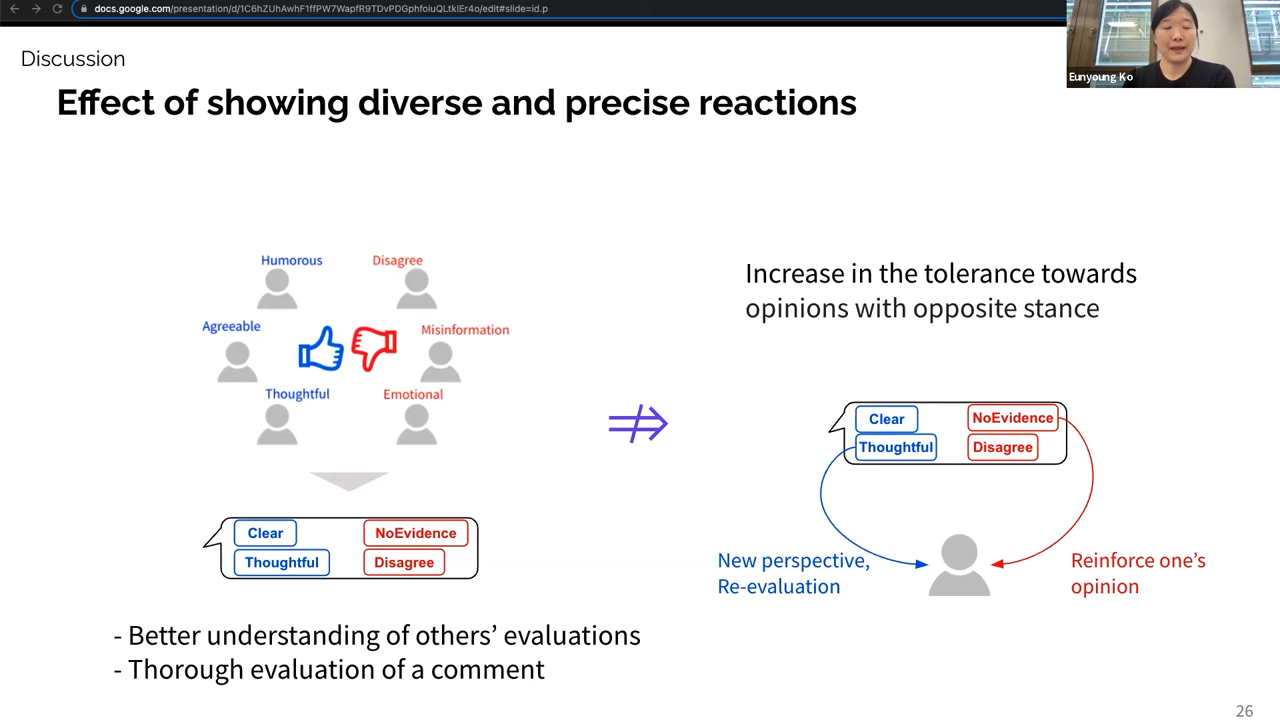 docs.google.com/presentation/d/1C6hZUhAwhF1ffPW7WapfR9TDvPDGphfoiuQLtkIEr4o/edit#slide=id.p
Eunyoung Ko
Discussion
Effect of showing diverse and precise reactions
Humorous
Disagree
Agreeable
Misinformation
Thoughtful
Emotional
Clear
NoEvidence
Thoughtful
Disagree
- Better understanding of others’ evaluations
- Thorough evaluation of a comment
Increase in the tolerance towards
opinions with opposite stance
Clear
NoEvidence
Thoughtful
Disagree
New perspective,
Re-evaluation
Reinforce one’s
opinion
26